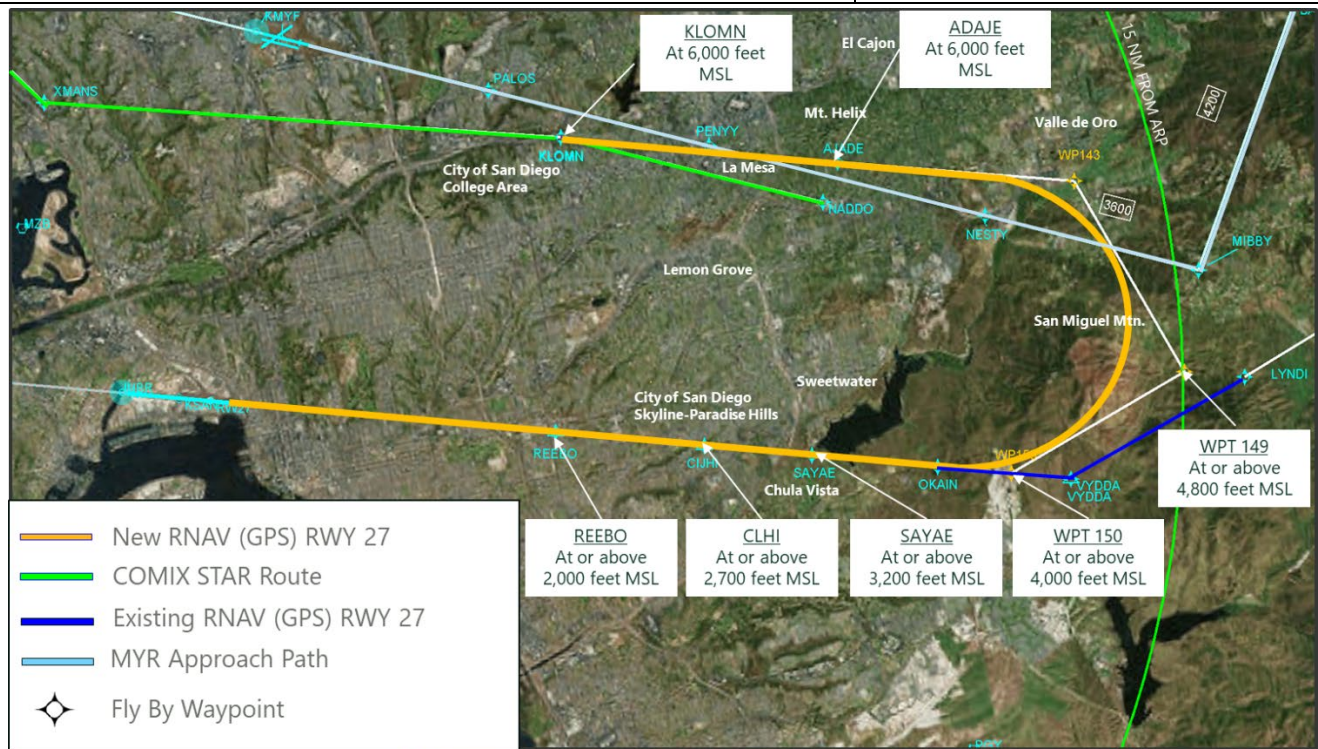 KMYF
KLOMN
At 6,000 feet
MSL
El Cajon
ADAJE
At 6,000 feet
MSL
15 NM FROM ARP
4200
XMANS
PALOS
Mt. Helix
Valle de Oro
PENYY
AJADE
KLOMN
La Mesa
WP143
City of San Diego
College Area
NADDO
3600
NESTY
MIBBY
Lemon Grove
San Miguel Mtn.
LYNDI
Sweetwater
City of San Diego
Skyline-Paradise Hills
REEBO
CIJHI
SAYAE
OKAIN
VYDDA
VYDDA
Chula Vista
WPT 149
At or above
4,800 feet MSL
REEBO
At or above
2,000 feet MSL
CLHI
At or above
2,700 feet MSL
SAYAE
At or above
3,200 feet MSL
WPT 150
At or above
4,000 feet MSL
New RNAV (GPS) RWY 27
COMIX STAR Route
Existing RNAV (GPS) RWY 27
MYR Approach Path
Fly By Waypoint